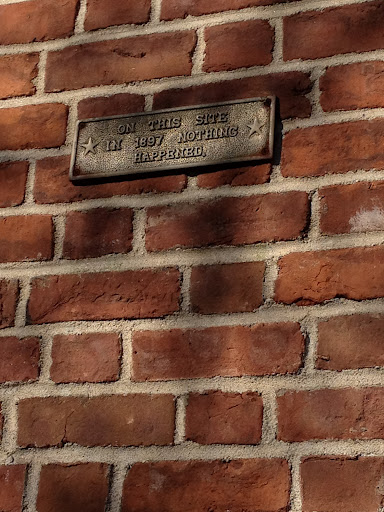 ON THIS SITE
IN 1897 NOTHING
HAPPENED.